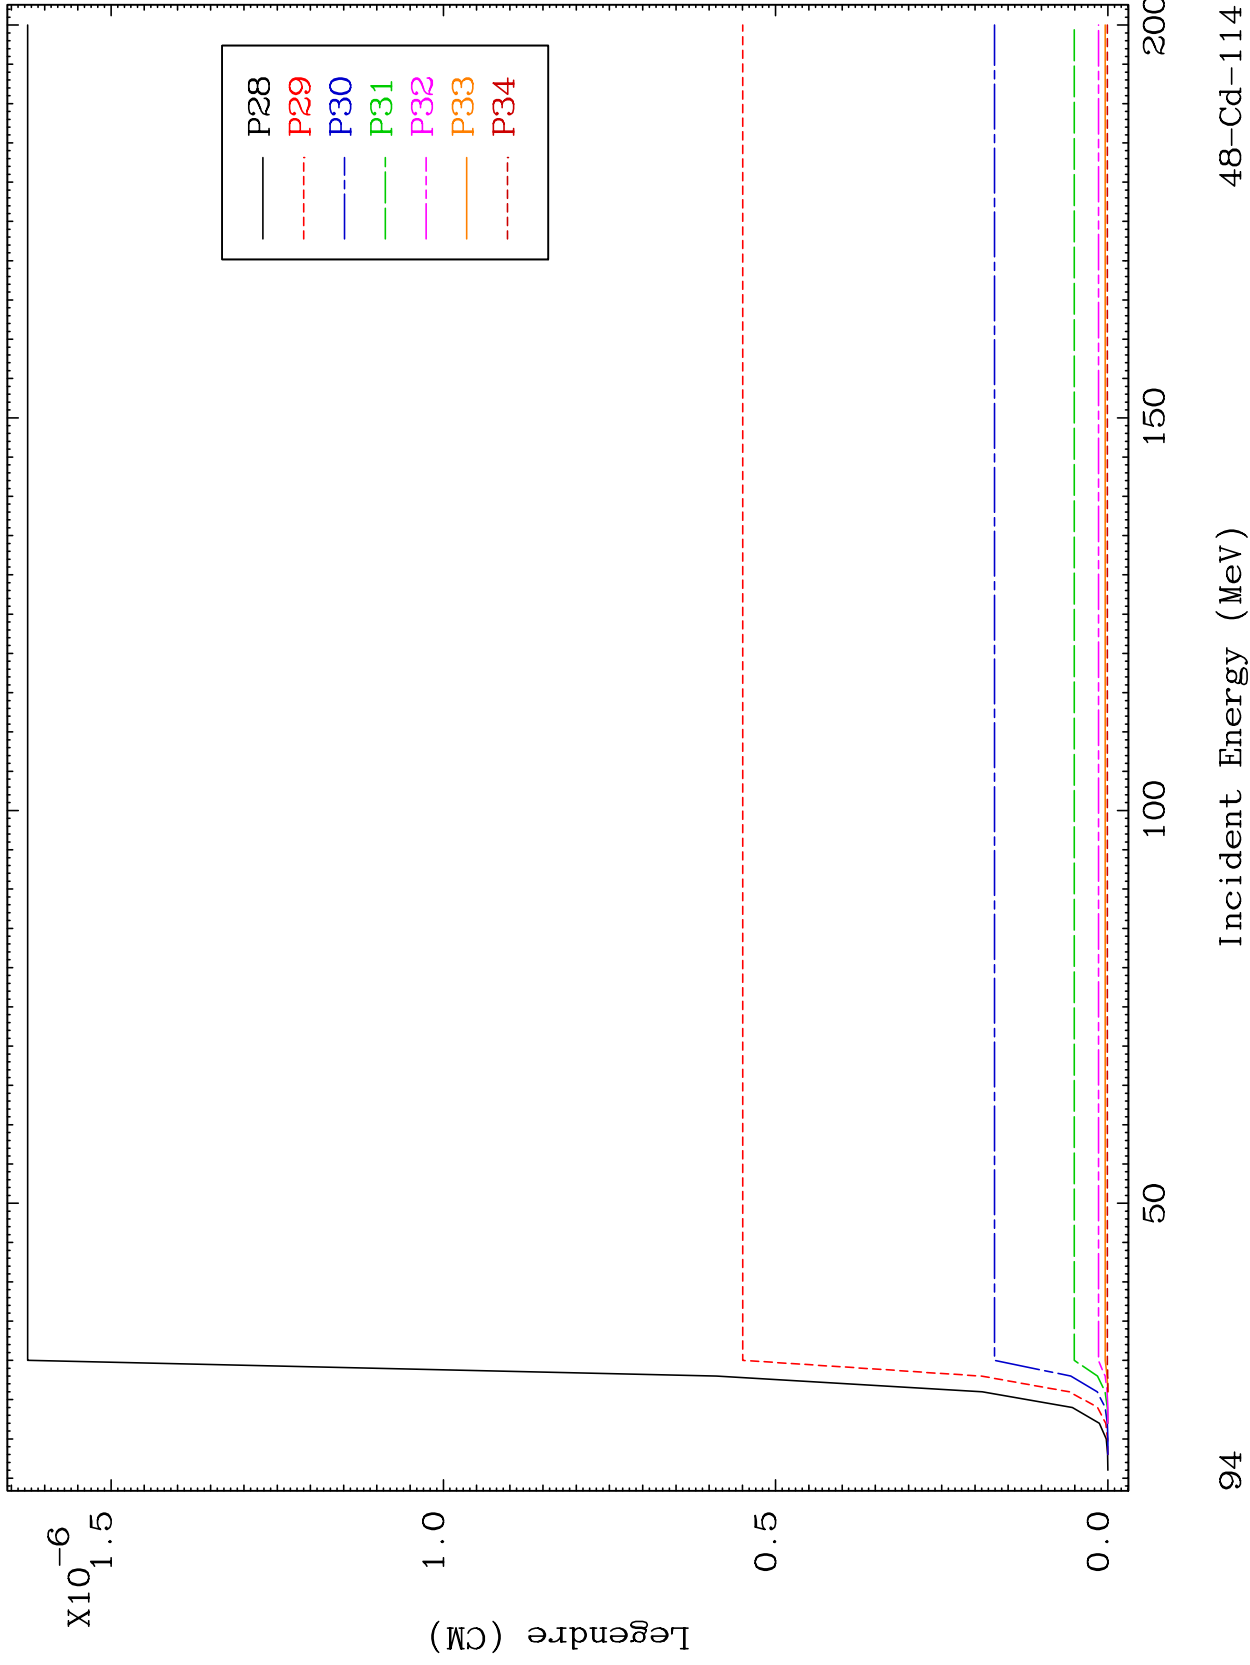 X10-6
1.5
1.0
0.5
0.0
Legendre (CM)
P28
P29
P30
P31
P32
P33
P34
50
100
150
200
Incident Energy (MeV)
94
48-Cd-114